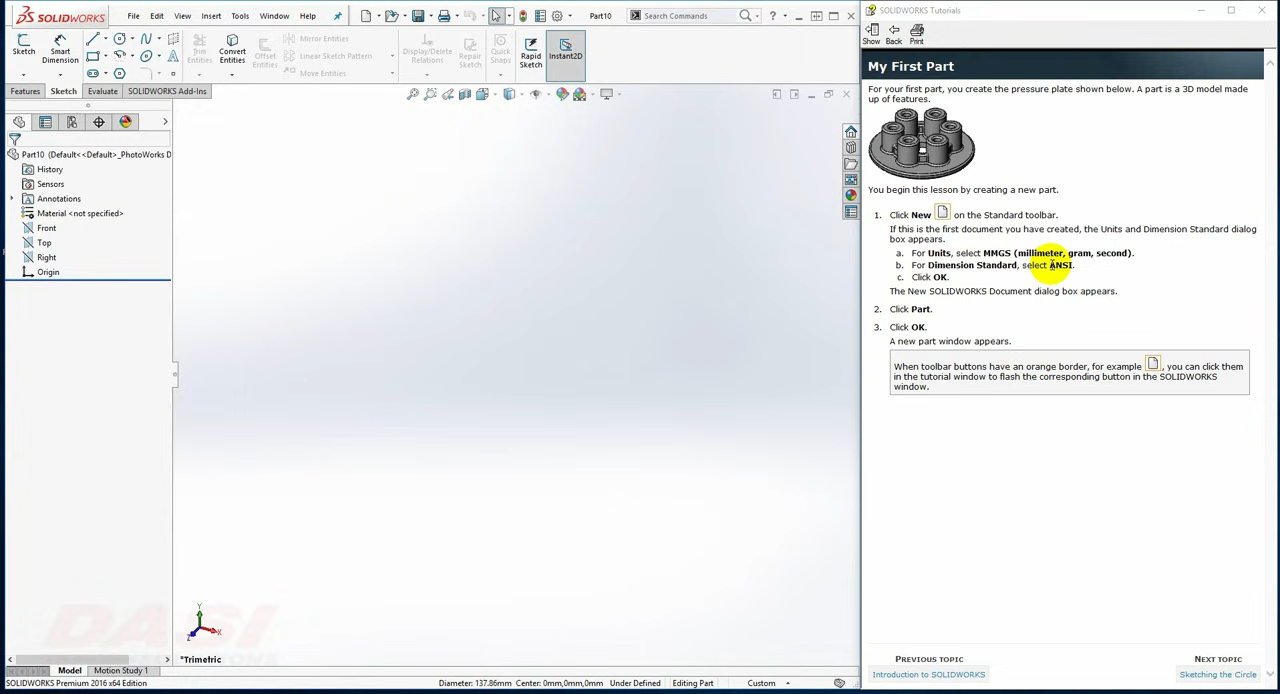 SOLIDWORKS File Edit View Insert Tools Window Help Part10 Search Commands
Sketch Smart Dimension Trim Entities Convert Entities Offset Entities Mirror Entities Linear Sketch Pattern Move Entities Display/Delete Relations Repair Sketch Quick Snaps Rapid Sketch Instant2D
Features Sketch Evaluate SOLIDWORKS Add-Ins
Part10 (Default<<Default>_PhotoWorks D
History
Sensors
Annotations
Material <not specified>
Front
Top
Right
Origin
Y
X
Z
*Trimetric
DASI
Model Motion Study 1
SOLIDWORKS Premium 2016 x64 Edition Diameter: 137.86mm Center: 0mm,0mm,0mm Under Defined Editing Part Custom
SOLIDWORKS Tutorials
Show Back Print
My First Part
For your first part, you create the pressure plate shown below. A part is a 3D model made
up of features.
You begin this lesson by creating a new part.
1. Click New on the Standard toolbar.
If this is the first document you have created, the Units and Dimension Standard dialog
box appears.
a. For Units, select MMGS (millimeter, gram, second).
b. For Dimension Standard, select ANSI.
c. Click OK.
The New SOLIDWORKS Document dialog box appears.
2. Click Part.
3. Click OK.
A new part window appears.
When toolbar buttons have an orange border, for example , you can click them
in the tutorial window to flash the corresponding button in the SOLIDWORKS
window.
PREVIOUS TOPIC NEXT TOPIC
Introduction to SOLIDWORKS Sketching the Circle